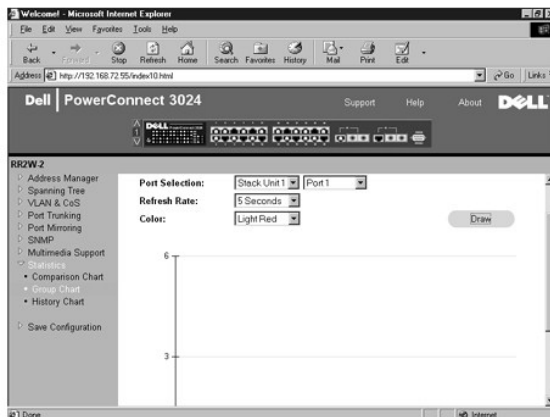 Welcome! - Microsoft Internet Explorer
File Edit View Favorites Tools Help
Back Forward Stop Refresh Home Search Favorites History Mail Print Edit
Address http://192.168.72.55/index10.html Go Links
Dell | PowerConnect 3024 Support Help About DELL
DELL
RR2W-2
Address Manager
Spanning Tree
VLAN & CoS
Port Trunking
Port Mirroring
SNMP
Multimedia Support
Statistics
Comparison Chart
Group Chart
History Chart
Save Configuration
Port Selection: Stack Unit 1 Port 1
Refresh Rate: 5 Seconds
Color: Light Red Draw
6
3
Done Internet